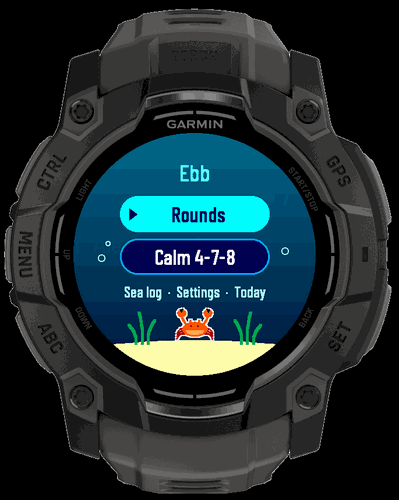 GARMIN
CTRL
LIGHT
GPS
START/STOP
MENU
UP
Ebb
Rounds
Calm 4-7-8
Sea log · Settings · Today
ABC
DOWN
SET
BACK